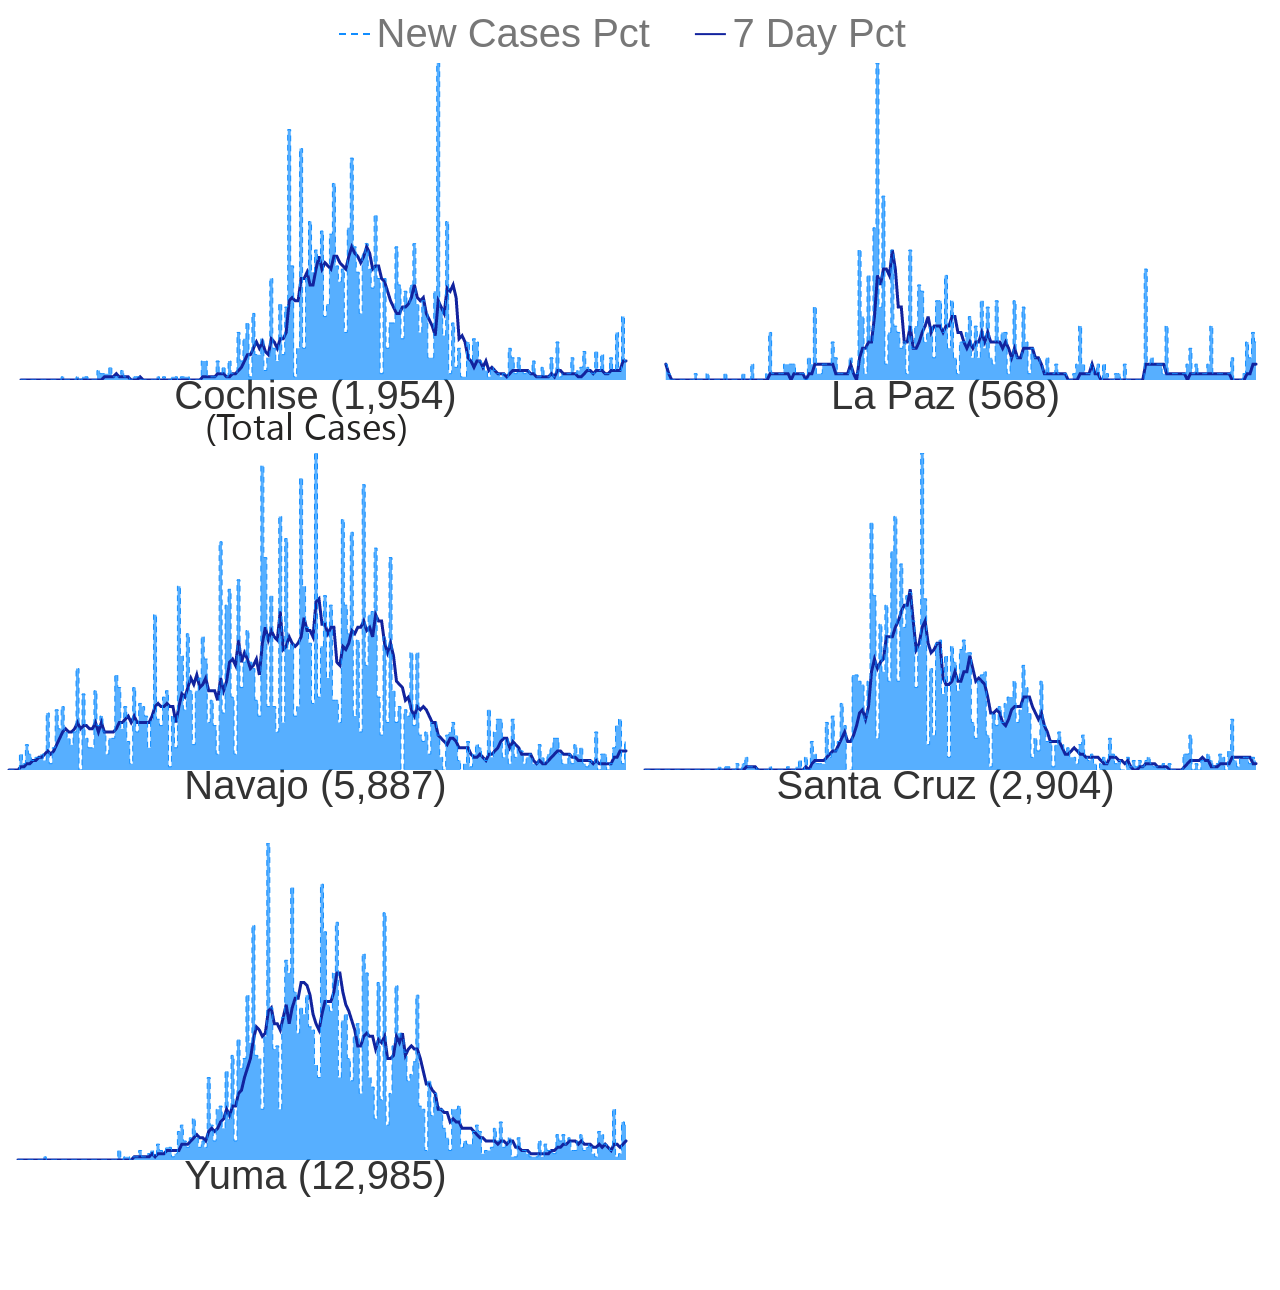 New Cases Pct 7 Day Pct
Cochise (1,954) La Paz (568)
(Total Cases)
Navajo (5,887) Santa Cruz (2,904)
Yuma (12,985)